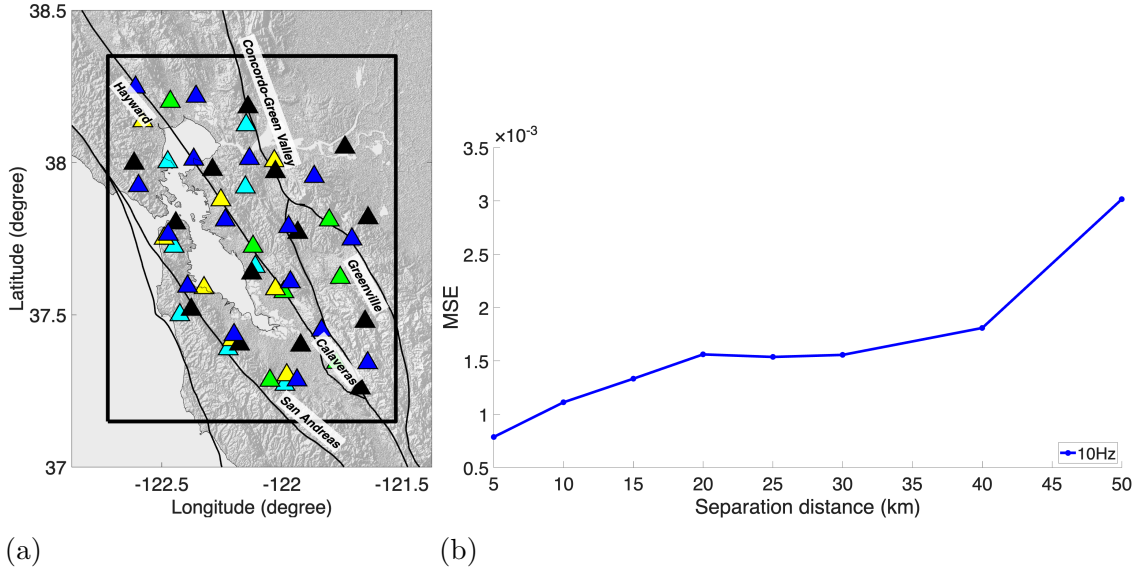 38.5
38
37.5
37
Latitude (degree)
-122.5
-122
-121.5
Longitude (degree)
Hayward
Concordo-Green Valley
Greenville
Calaveras
San Andreas
(a)
×10⁻³
3.5
3
2.5
2
1.5
1
0.5
MSE
5
10
15
20
25
30
35
40
45
50
Separation distance (km)
10Hz
(b)